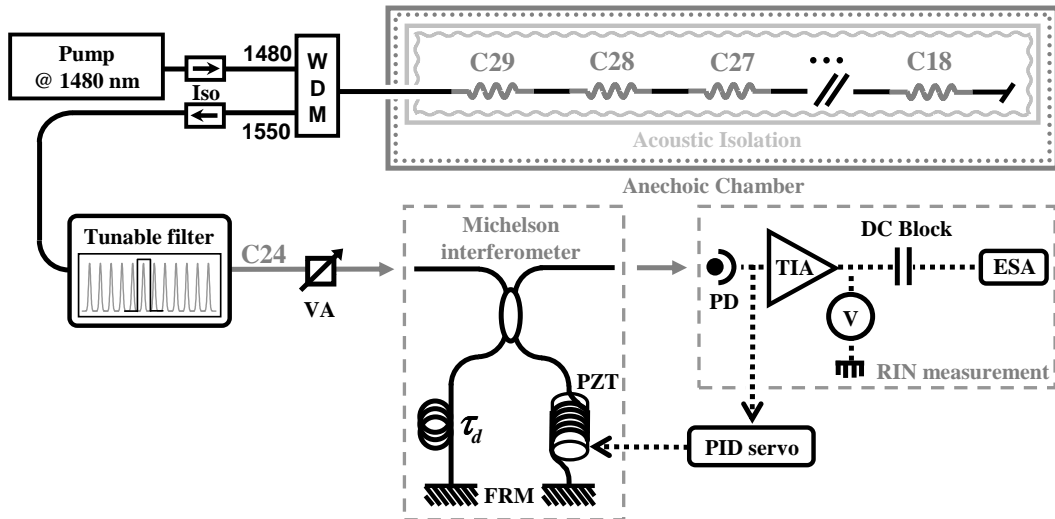 Pump
@ 1480 nm
1480
Iso
1550
W
D
M
C29
C28
C27
C18
Acoustic Isolation
Anechoic Chamber
Tunable filter
C24
VA
Michelson
interferometer
τd
PZT
FRM
PD
TIA
DC Block
ESA
V
RIN measurement
PID servo